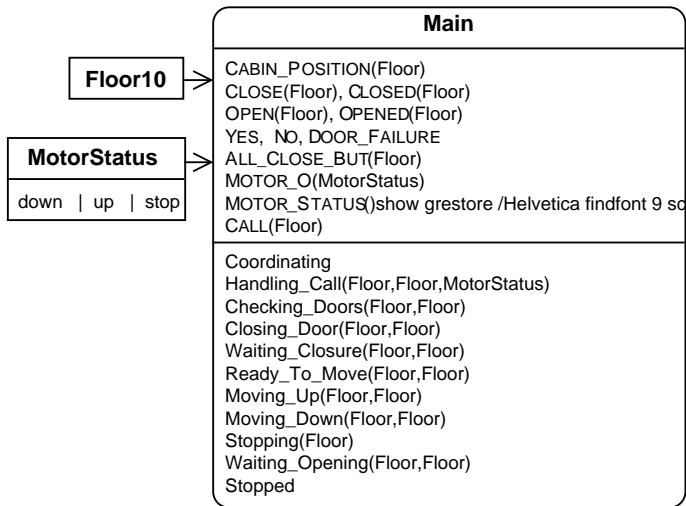 Main
Floor10
MotorStatus
down | up | stop
CABIN_POSITION(Floor)
CLOSE(Floor), CLOSED(Floor)
OPEN(Floor), OPENED(Floor)
YES, NO, DOOR_FAILURE
ALL_CLOSE_BUT(Floor)
MOTOR_O(MotorStatus)
MOTOR_STATUS()show grestore /Helvetica findfont 9 sc
CALL(Floor)
Coordinating
Handling_Call(Floor,Floor,MotorStatus)
Checking_Doors(Floor,Floor)
Closing_Door(Floor,Floor)
Waiting_Closure(Floor,Floor)
Ready_To_Move(Floor,Floor)
Moving_Up(Floor,Floor)
Moving_Down(Floor,Floor)
Stopping(Floor)
Waiting_Opening(Floor,Floor)
Stopped